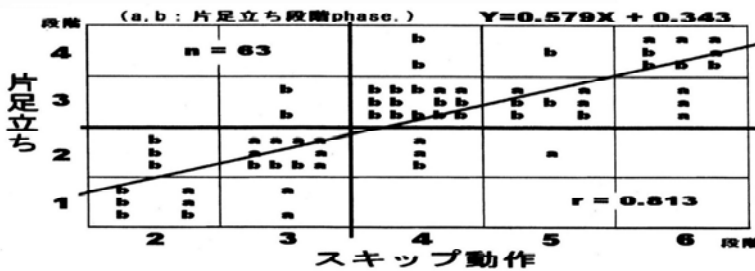 段階 (a,b : 片足立ち段階phase.) Y=0.579X + 0.343
4 b b b a a a b a b b b
n = 63
片足立ち
3 b b b b b a a b b b a b b b b b a b b a b a a a a
2 b b b a a a a a a b b b a a b b a
1 b a b a b b a a
r = 0.813
2 3 4 5 6 段階
スキップ動作